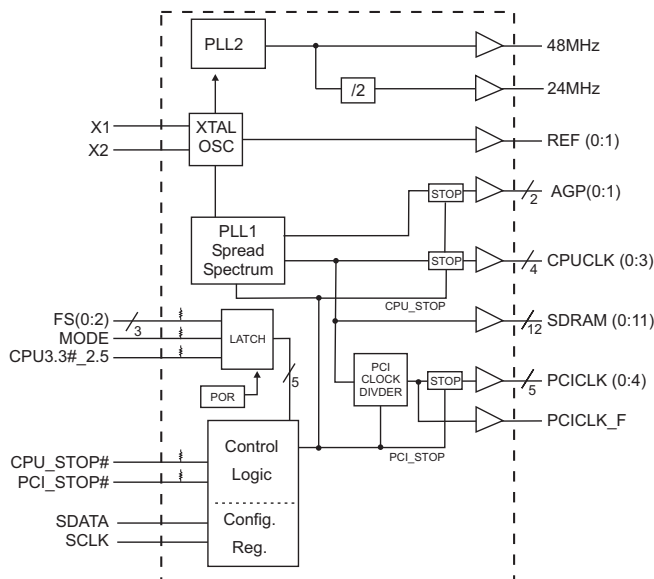 PLL2
48MHz
/2
24MHz
X1
X2
XTAL
OSC
REF (0:1)
STOP
AGP(0:1)
2
PLL1
Spread
Spectrum
STOP
CPUCLK (0:3)
4
CPU_STOP
FS(0:2)
3
MODE
CPU3.3#_2.5
LATCH
SDRAM (0:11)
12
5
POR
PCI
CLOCK
DIVDER
STOP
PCICLK (0:4)
5
PCICLK_F
PCI_STOP
CPU_STOP#
PCI_STOP#
SDATA
SCLK
Control
Logic
Config.
Reg.